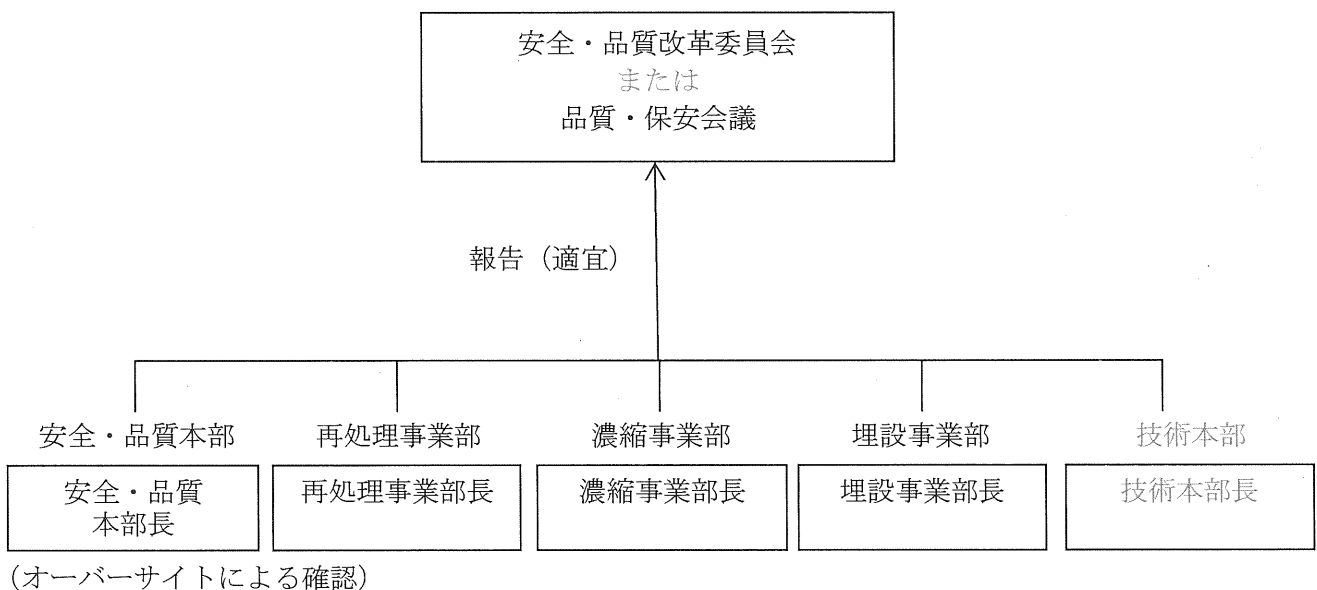 安全・品質改革委員会
または
品質・保安会議
報告（適宜）
安全・品質本部
再処理事業部
濃縮事業部
埋設事業部
技術本部
安全・品質
本部長
再処理事業部長
濃縮事業部長
埋設事業部長
技術本部長
（オーバーサイトによる確認）